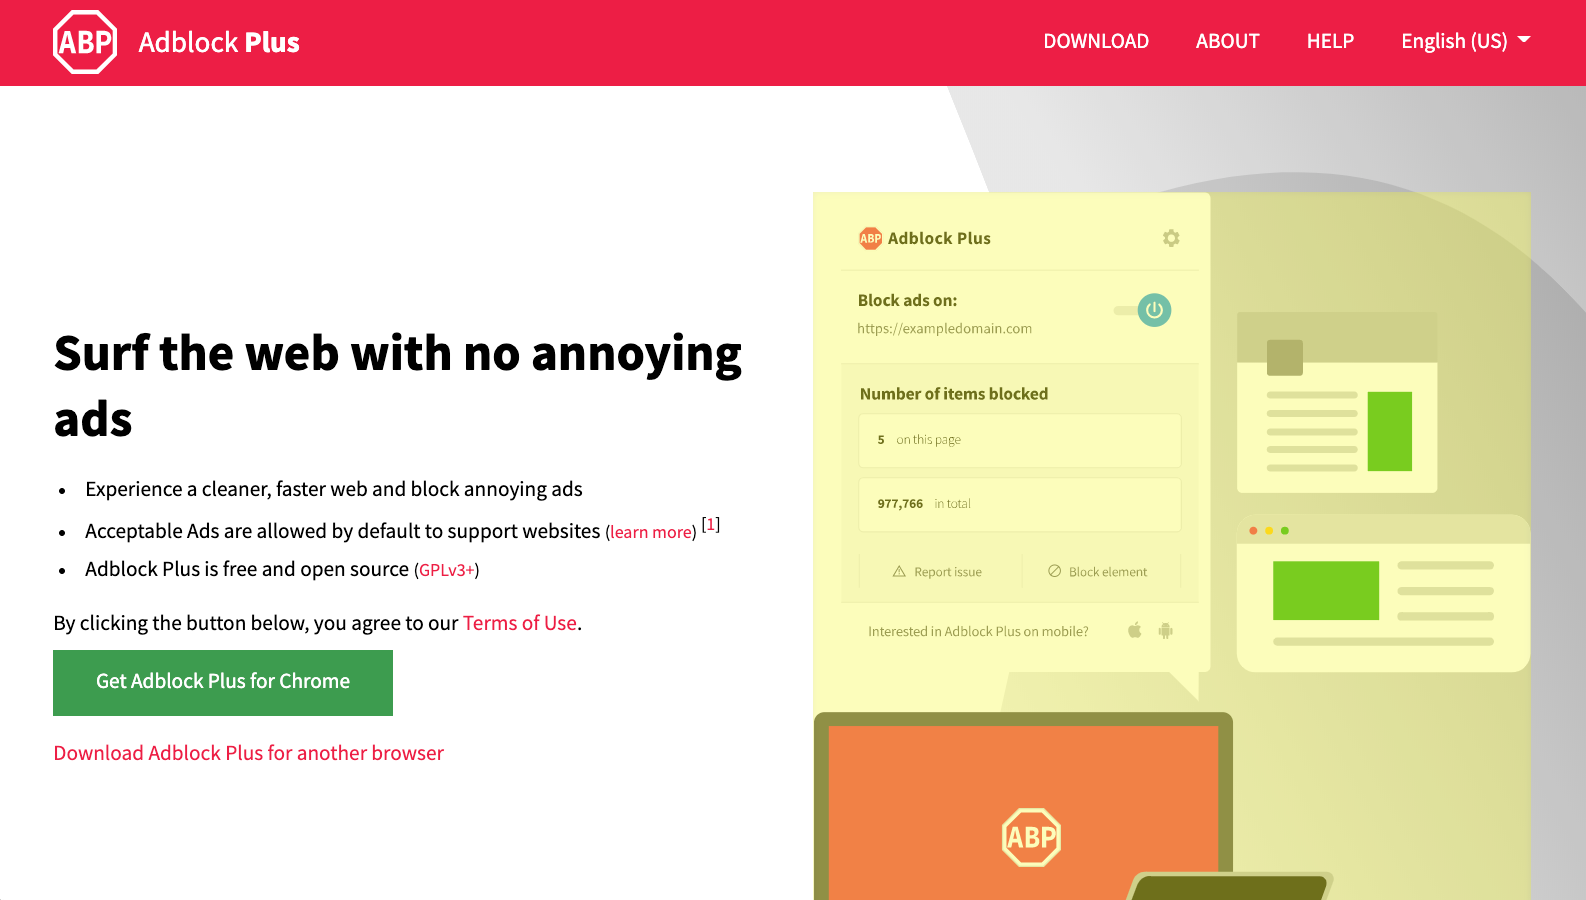 ABP Adblock Plus
DOWNLOAD ABOUT HELP English (US)
Surf the web with no annoying
ads
• Experience a cleaner, faster web and block annoying ads
• Acceptable Ads are allowed by default to support websites (learn more) [1]
• Adblock Plus is free and open source (GPLv3+)
By clicking the button below, you agree to our Terms of Use.
Get Adblock Plus for Chrome
Download Adblock Plus for another browser
ABP Adblock Plus
Block ads on:
https://exampledomain.com
Number of items blocked
5 on this page
977,766 in total
Report issue Block element
Interested in Adblock Plus on mobile?
ABP